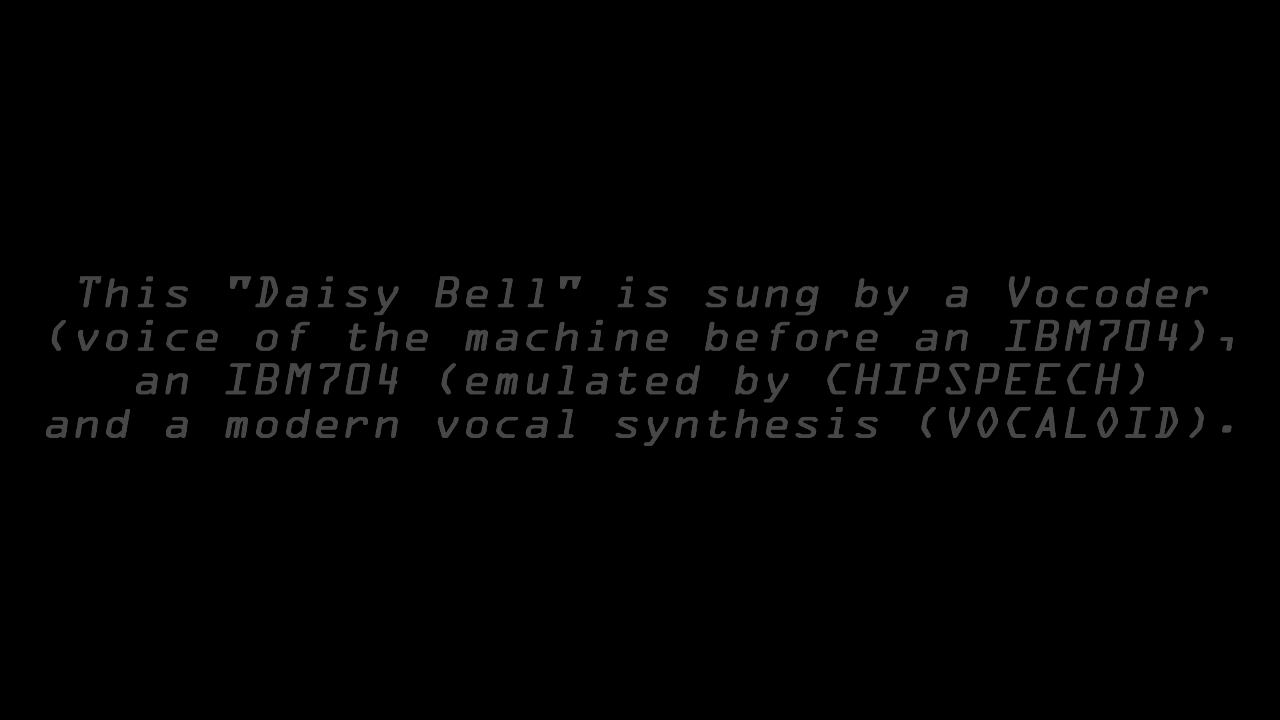 This "Daisy Bell" is sung by a Vocoder
(voice of the machine before an IBM704),
an IBM704 (emulated by CHIPSPEECH)
and a modern vocal synthesis (VOCALOID).